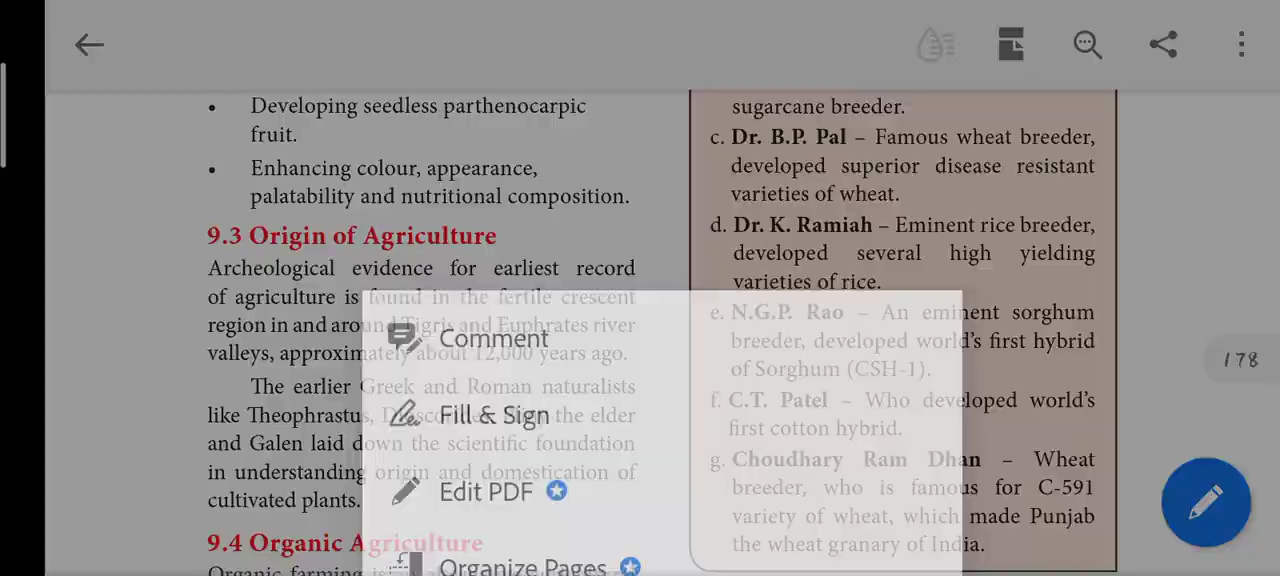 • Developing seedless parthenocarpic
fruit.
• Enhancing colour, appearance,
palatability and nutritional composition.
9.3 Origin of Agriculture
Archeological evidence for earliest record
of agriculture is found in the fertile crescent
region in and around Tigris and Euphrates river
valleys, approximately about 12,000 years ago.
The earlier Greek and Roman naturalists
like Theophrastus, the elder
and Galen laid down the scientific foundation
in understanding origin and domestication of
cultivated plants.
9.4 Organic Agriculture
Organic farming is
sugarcane breeder.
c. Dr. B.P. Pal – Famous wheat breeder,
developed superior disease resistant
varieties of wheat.
d. Dr. K. Ramiah – Eminent rice breeder,
developed several high yielding
varieties of rice.
e. N.G.P. Rao – An eminent sorghum
breeder, developed world's first hybrid
of Sorghum (CSH-1).
f. C.T. Patel – Who developed world's
first cotton hybrid.
g. Choudhary Ram Dhan – Wheat
breeder, who is famous for C-591
variety of wheat, which made Punjab
the wheat granary of India.
Comment
Fill & Sign
Edit PDF
Organize Pages
178